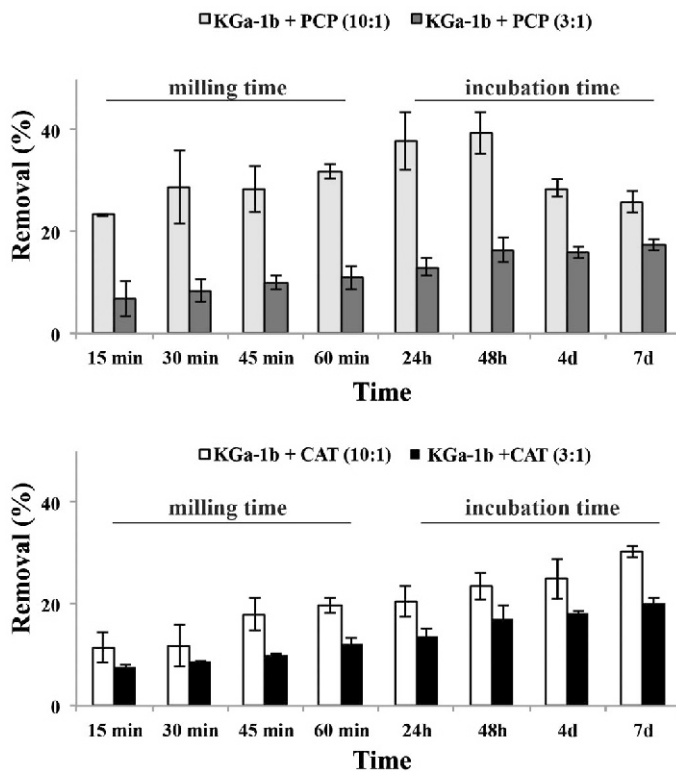 KGa-1b + PCP (10:1) KGa-1b + PCP (3:1)
Removal (%)
milling time incubation time
40
20
0
15 min 30 min 45 min 60 min 24h 48h 4d 7d
Time
KGa-1b + CAT (10:1) KGa-1b +CAT (3:1)
Removal (%)
milling time incubation time
40
20
0
15 min 30 min 45 min 60 min 24h 48h 4d 7d
Time